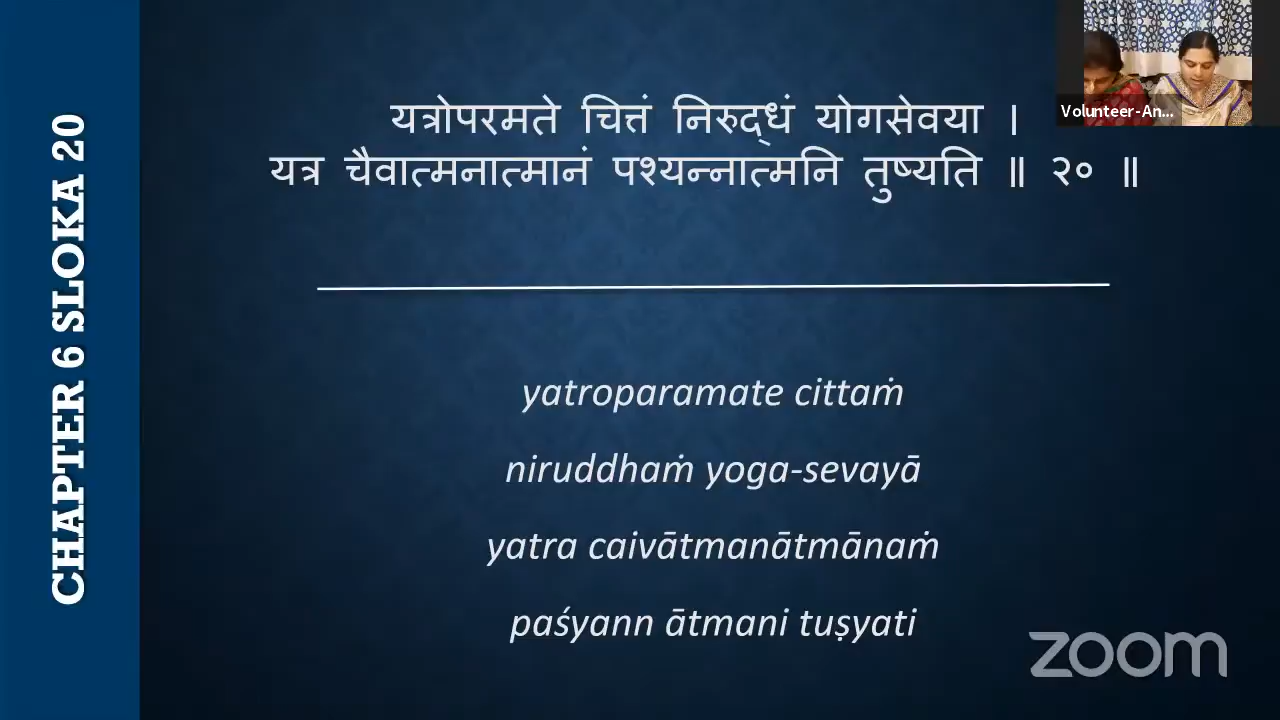 CHAPTER 6 SLOKA 20
यत्रोपरमते चित्तं निरुद्धं योगसेवया ।
यत्र चैवात्मनात्मानं पश्यन्नात्मनि तुष्यति ॥ २० ॥
Volunteer-An...
yatroparamate cittaṁ
niruddhaṁ yoga-sevayā
yatra caivātmanātmānaṁ
paśyann ātmani tuṣyati
zoom